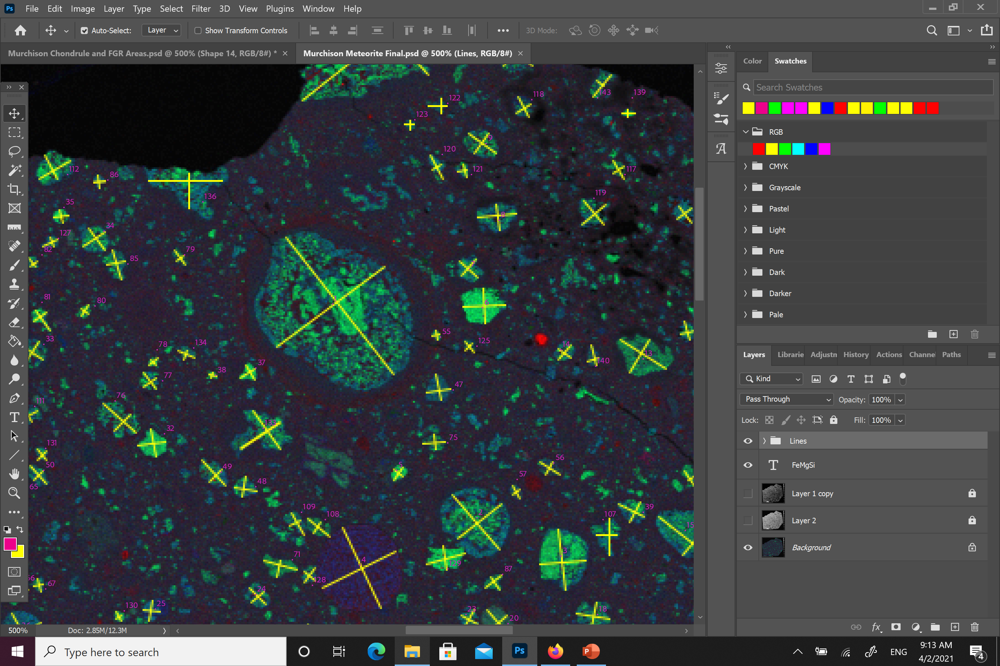 Ps File Edit Image Layer Type Select Filter 3D View Plugins Window Help
Auto-Select: Layer Show Transform Controls 3D Mode:
Murchison Chondrule and FGR Areas.psd @ 500% (Shape 14, RGB/8#) *
Murchison Meteorite Final.psd @ 500% (Lines, RGB/8#)
Color Swatches
Search Swatches
RGB
CMYK
Grayscale
Pastel
Light
Pure
Dark
Darker
Pale
Layers Librarie Adjustn History Actions Channel Paths
Kind
Pass Through Opacity: 100%
Lock: Fill: 100%
Lines
FeMgSi
Layer 1 copy
Layer 2
Background
143 139
118
122
123
9
120
121
117
112
86
136
119
35
8
34
127
82
85
79
81
80
6
55
125
33
78
134
14
13
140
37
38
77
47
76
111
133
32
75
131
50
49
5
56
57
48
65
109
108
2
39
107
15
3
71
4
129
87
128
67
24
130
25
23
20
18
500% Doc: 2.85M/12.3M
Type here to search
Ps
P
ENG
9:13 AM
4/2/2021
4